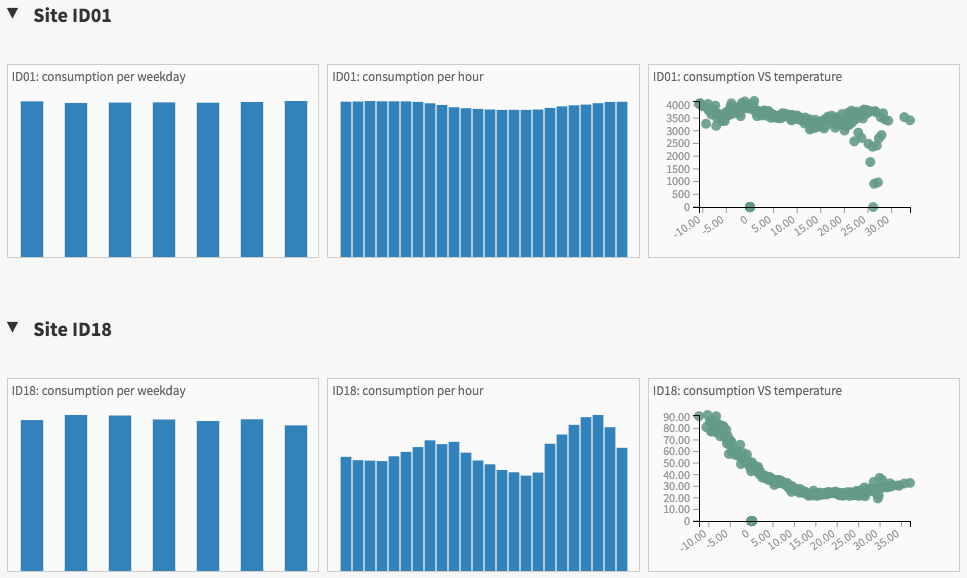 Site ID01
ID01: consumption per weekday
ID01: consumption per hour
ID01: consumption VS temperature
4000
3500
3000
2500
2000
1500
1000
500
0
-10.00 -5.00 0 5.00 10.00 15.00 20.00 25.00 30.00
Site ID18
ID18: consumption per weekday
ID18: consumption per hour
ID18: consumption VS temperature
90.00
80.00
70.00
60.00
50.00
40.00
30.00
20.00
10.00
0
-10.00 -5.00 0 5.00 10.00 15.00 20.00 25.00 30.00 35.00